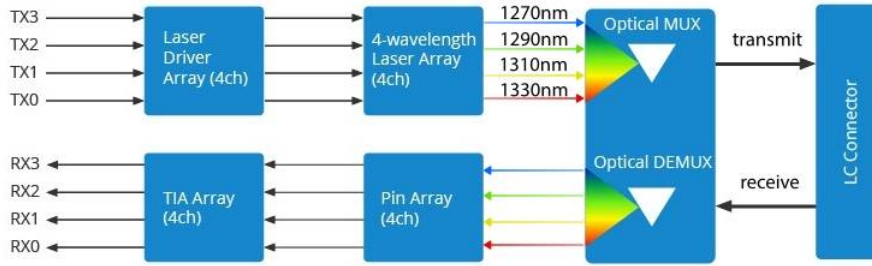 TX3
TX2
TX1
TX0
Laser
Driver
Array (4ch)
4-wavelength
Laser Array
(4ch)
1270nm
1290nm
1310nm
1330nm
Optical MUX
transmit
LC Connector
RX3
RX2
RX1
RX0
TIA Array
(4ch)
Pin Array
(4ch)
Optical DEMUX
receive